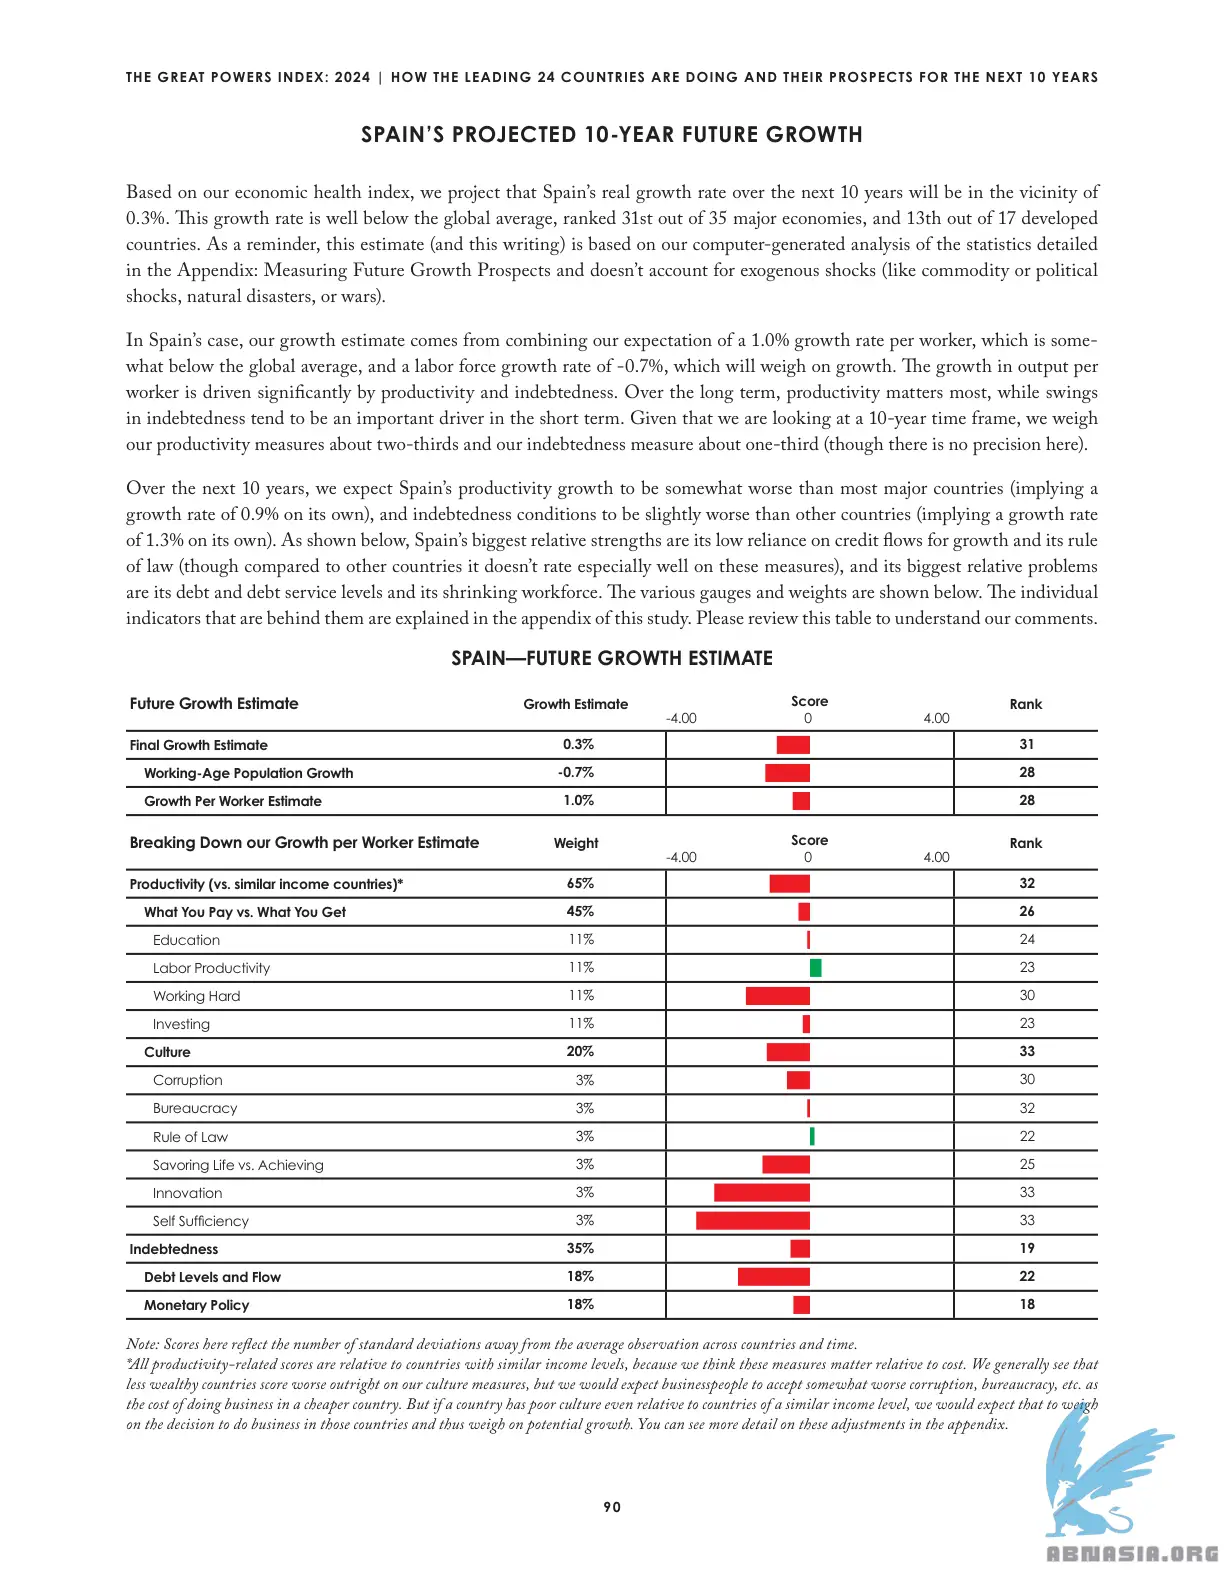 THE GREAT POWERS INDEX: 2024 | HOW THE LEADING 24 COUNTRIES ARE DOING AND THEIR PROSPECTS FOR THE NEXT 10 YEARS
SPAIN’S PROJECTED 10-YEAR FUTURE GROWTH
Based on our economic health index, we project that Spain’s real growth rate over the next 10 years will be in the vicinity of
0.3%. This growth rate is well below the global average, ranked 31st out of 35 major economies, and 13th out of 17 developed
countries. As a reminder, this estimate (and this writing) is based on our computer-generated analysis of the statistics detailed
in the Appendix: Measuring Future Growth Prospects and doesn’t account for exogenous shocks (like commodity or political
shocks, natural disasters, or wars).
In Spain’s case, our growth estimate comes from combining our expectation of a 1.0% growth rate per worker, which is some-
what below the global average, and a labor force growth rate of -0.7%, which will weigh on growth. The growth in output per
worker is driven significantly by productivity and indebtedness. Over the long term, productivity matters most, while swings
in indebtedness tend to be an important driver in the short term. Given that we are looking at a 10-year time frame, we weigh
our productivity measures about two-thirds and our indebtedness measure about one-third (though there is no precision here).
Over the next 10 years, we expect Spain’s productivity growth to be somewhat worse than most major countries (implying a
growth rate of 0.9% on its own), and indebtedness conditions to be slightly worse than other countries (implying a growth rate
of 1.3% on its own). As shown below, Spain’s biggest relative strengths are its low reliance on credit flows for growth and its rule
of law (though compared to other countries it doesn’t rate especially well on these measures), and its biggest relative problems
are its debt and debt service levels and its shrinking workforce. The various gauges and weights are shown below. The individual
indicators that are behind them are explained in the appendix of this study. Please review this table to understand our comments.
SPAIN—FUTURE GROWTH ESTIMATE
Future Growth Estimate Growth Estimate Score Rank
-4.00 0 4.00
Final Growth Estimate 0.3% 31
Working-Age Population Growth -0.7% 28
Growth Per Worker Estimate 1.0% 28
Breaking Down our Growth per Worker Estimate Weight Score Rank
-4.00 0 4.00
Productivity (vs. similar income countries)* 65% 32
What You Pay vs. What You Get 45% 26
Education 11% 24
Labor Productivity 11% 23
Working Hard 11% 30
Investing 11% 23
Culture 20% 33
Corruption 3% 30
Bureaucracy 3% 32
Rule of Law 3% 22
Savoring Life vs. Achieving 3% 25
Innovation 3% 33
Self Sufficiency 3% 33
Indebtedness 35% 19
Debt Levels and Flow 18% 22
Monetary Policy 18% 18
Note: Scores here reflect the number of standard deviations away from the average observation across countries and time.
*All productivity-related scores are relative to countries with similar income levels, because we think these measures matter relative to cost. We generally see that
less wealthy countries score worse outright on our culture measures, but we would expect businesspeople to accept somewhat worse corruption, bureaucracy, etc. as
the cost of doing business in a cheaper country. But if a country has poor culture even relative to countries of a similar income level, we would expect that to weigh
on the decision to do business in those countries and thus weigh on potential growth. You can see more detail on these adjustments in the appendix.
90
ABNASIA.ORG